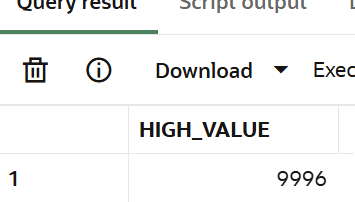 Query result Script output
Download Exec
HIGH_VALUE
1 9996